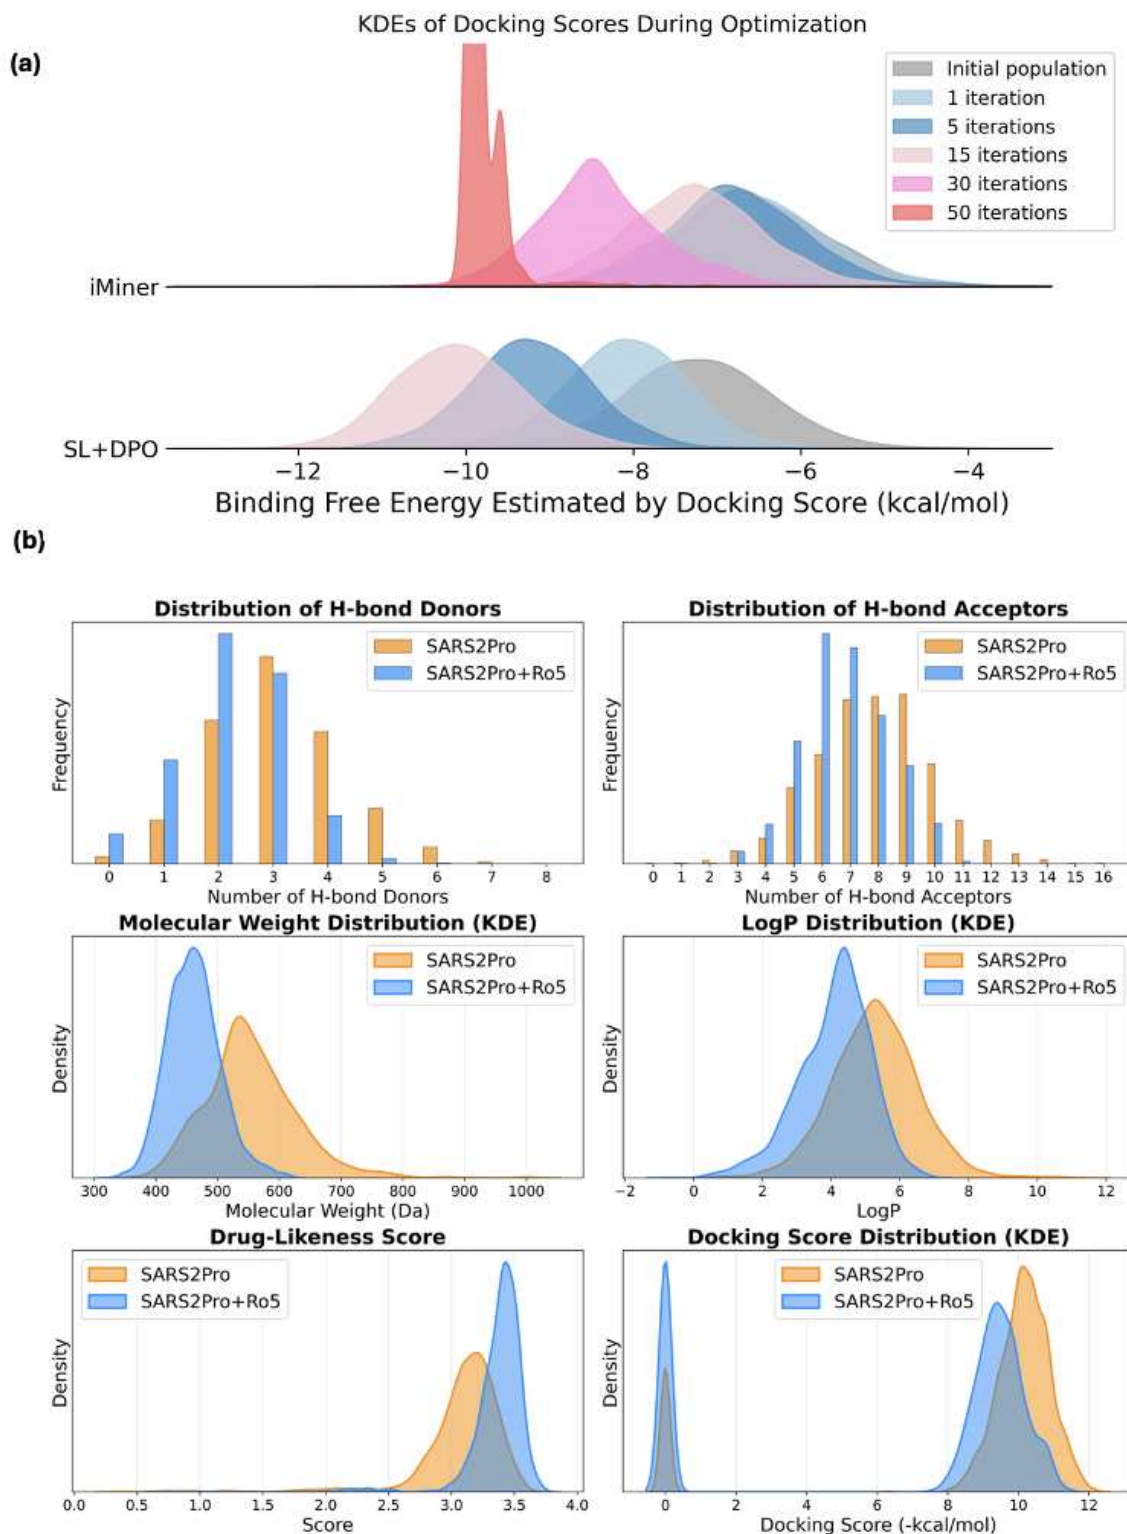 KDEs of Docking Scores During Optimization
(a)
Initial population
1 iteration
5 iterations
15 iterations
30 iterations
50 iterations
iMiner
SL+DPO
−12 −10 −8 −6 −4
Binding Free Energy Estimated by Docking Score (kcal/mol)
(b)
Distribution of H-bond Donors
SARS2Pro
SARS2Pro+Ro5
Frequency
0 1 2 3 4 5 6 7 8
Number of H-bond Donors
Distribution of H-bond Acceptors
SARS2Pro
SARS2Pro+Ro5
Frequency
0 1 2 3 4 5 6 7 8 9 10 11 12 13 14 15 16
Number of H-bond Acceptors
Molecular Weight Distribution (KDE)
SARS2Pro
SARS2Pro+Ro5
Density
300 400 500 600 700 800 900 1000
Molecular Weight (Da)
LogP Distribution (KDE)
SARS2Pro
SARS2Pro+Ro5
Density
−2 0 2 4 6 8 10 12
LogP
Drug-Likeness Score
SARS2Pro
SARS2Pro+Ro5
Density
0.0 0.5 1.0 1.5 2.0 2.5 3.0 3.5 4.0
Score
Docking Score Distribution (KDE)
SARS2Pro
SARS2Pro+Ro5
Density
0 2 4 6 8 10 12
Docking Score (-kcal/mol)